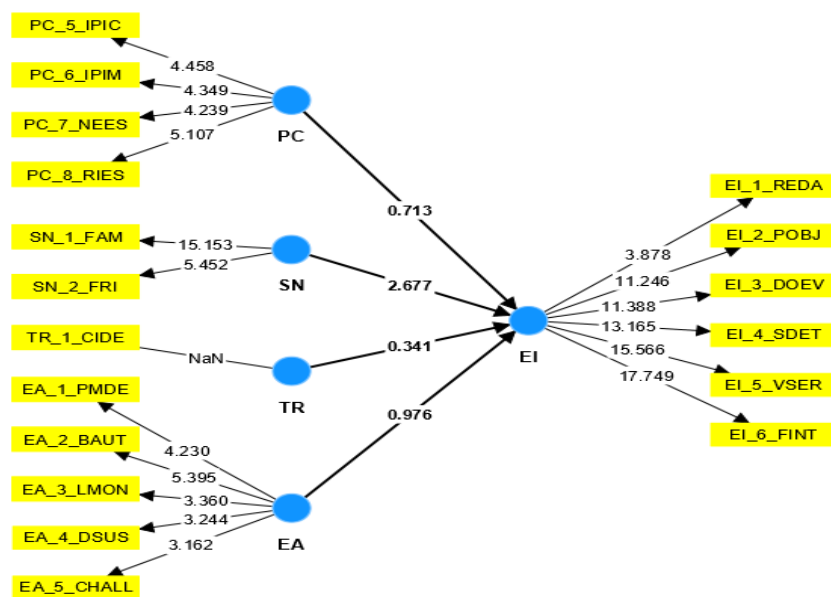 PC_5_IPIC
4.458
PC_6_IPIM
4.349
PC_7_NEES
4.239
PC_8_RIES
5.107
PC
0.713
SN_1_FAM
15.153
SN_2_FRI
5.452
SN
2.677
TR_1_CIDE
NaN
TR
0.341
EA_1_PMDE
4.230
EA_2_BAUT
5.395
EA_3_LMON
3.360
EA_4_DSUS
3.244
EA_5_CHALL
3.162
EA
0.976
EI
EI_1_REDA
3.878
EI_2_POBJ
11.246
EI_3_DOEV
11.388
EI_4_SDET
13.165
EI_5_VSER
15.566
EI_6_FINT
17.749